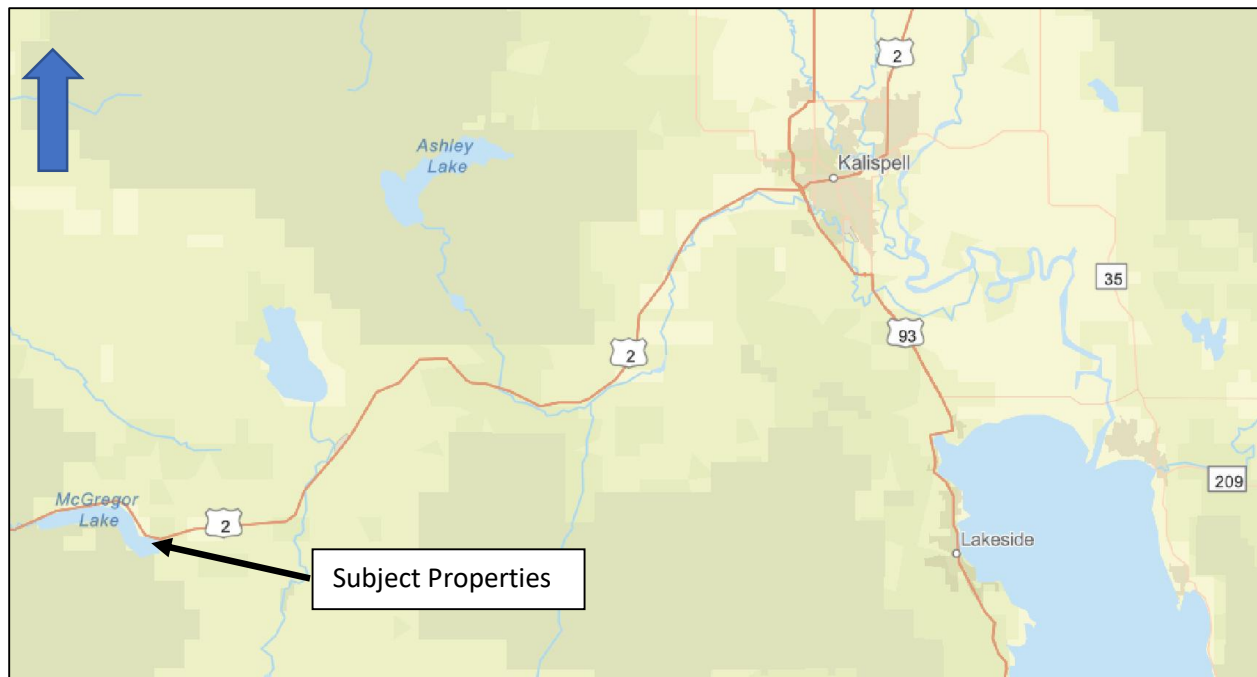 2
Ashley
Lake
Kalispell
35
93
2
McGregor
Lake
209
2
Lakeside
Subject Properties